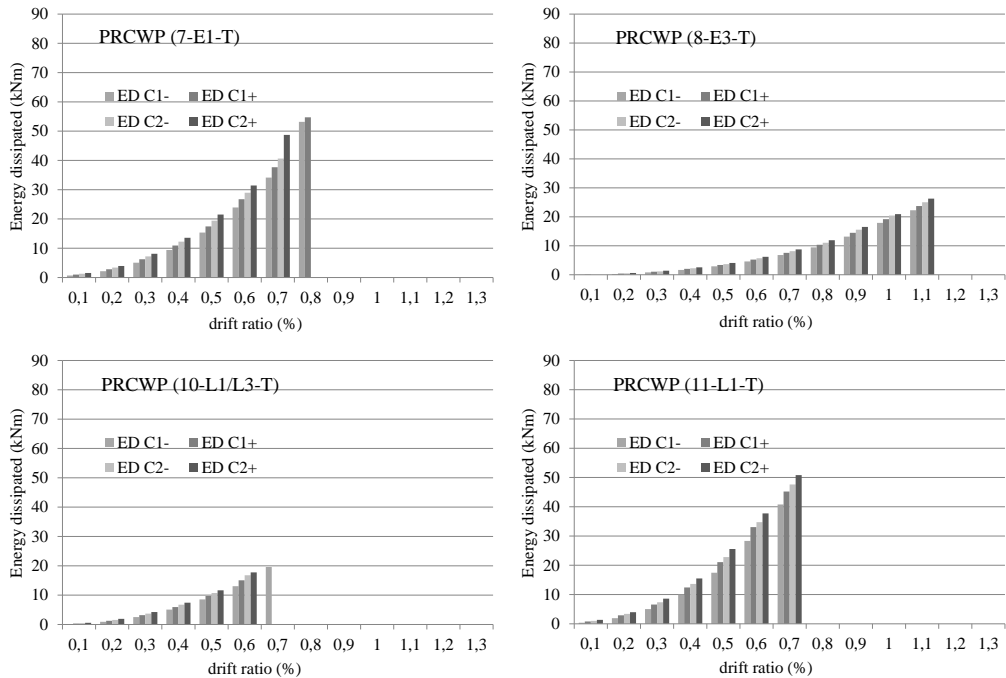 90
80
70
60
50
40
30
20
10
0
Energy dissipated (kNm)
PRCWP (7-E1-T)
ED C1- ED C1+
ED C2- ED C2+
0,1 0,2 0,3 0,4 0,5 0,6 0,7 0,8 0,9 1 1,1 1,2 1,3
drift ratio (%)
90
80
70
60
50
40
30
20
10
0
Energy dissipated (kNm)
PRCWP (8-E3-T)
ED C1- ED C1+
ED C2- ED C2+
0,1 0,2 0,3 0,4 0,5 0,6 0,7 0,8 0,9 1 1,1 1,2 1,3
drift ratio (%)
90
80
70
60
50
40
30
20
10
0
Energy dissipated (kNm)
PRCWP (10-L1/L3-T)
ED C1- ED C1+
ED C2- ED C2+
0,1 0,2 0,3 0,4 0,5 0,6 0,7 0,8 0,9 1 1,1 1,2 1,3
drift ratio (%)
90
80
70
60
50
40
30
20
10
0
Energy dissipated (kNm)
PRCWP (11-L1-T)
ED C1- ED C1+
ED C2- ED C2+
0,1 0,2 0,3 0,4 0,5 0,6 0,7 0,8 0,9 1 1,1 1,2 1,3
drift ratio (%)